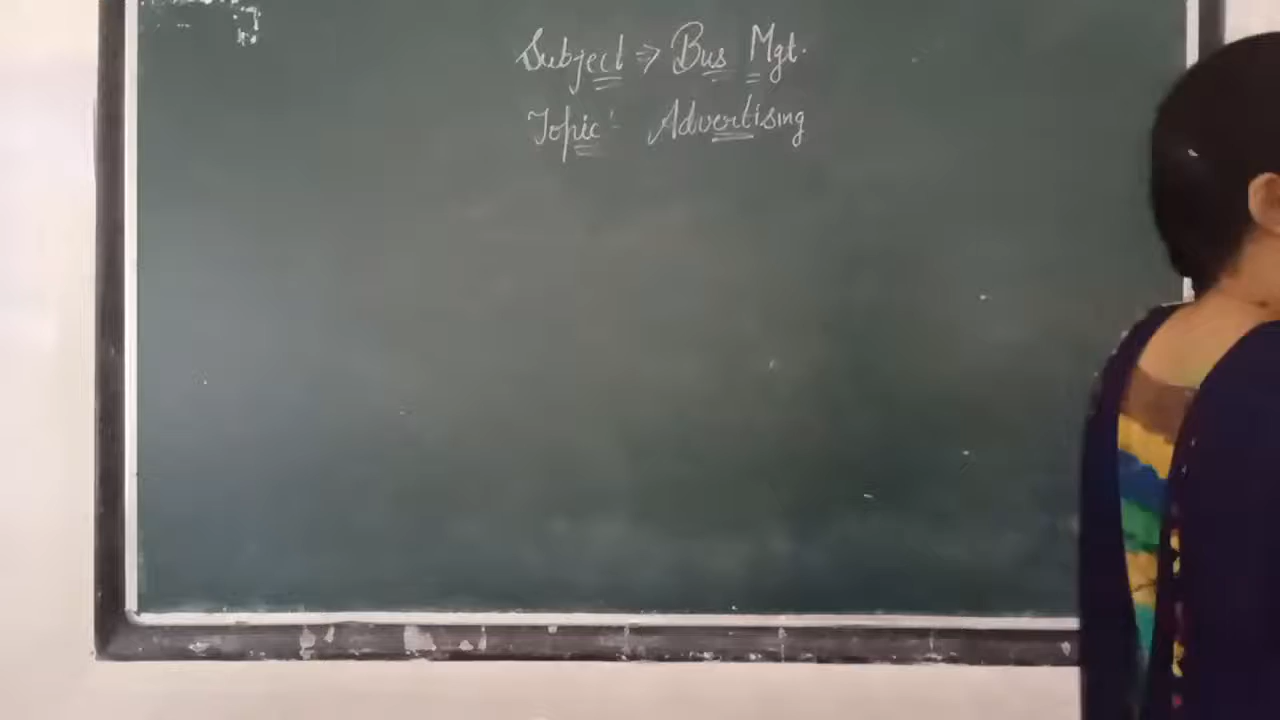 Subject → Bus Mgt.
Topic :- Advertising